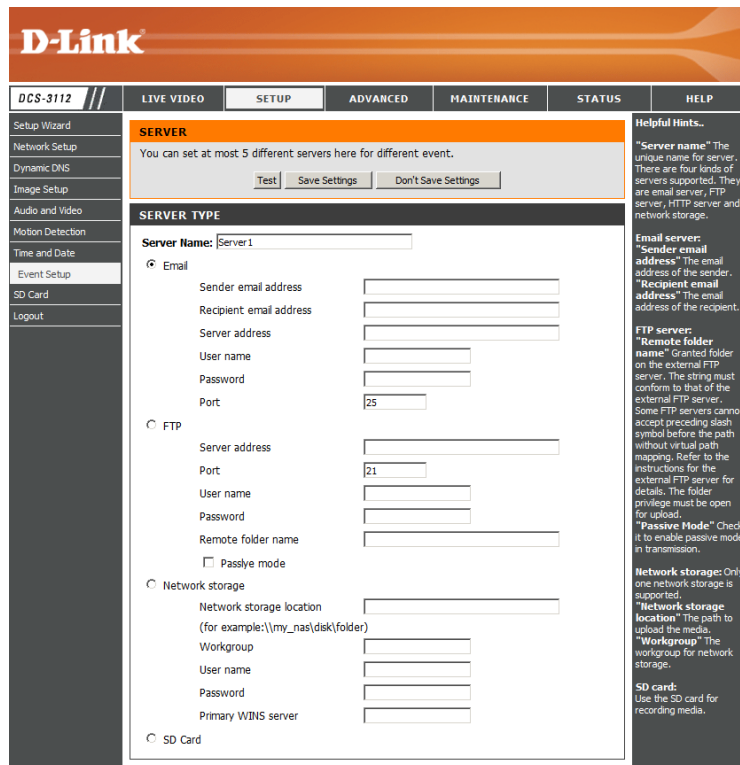 D-Link
DCS-3112
LIVE VIDEO
SETUP
ADVANCED
MAINTENANCE
STATUS
HELP
Setup Wizard
Network Setup
Dynamic DNS
Image Setup
Audio and Video
Motion Detection
Time and Date
Event Setup
SD Card
Logout
SERVER
You can set at most 5 different servers here for different event.
Test
Save Settings
Don't Save Settings
SERVER TYPE
Server Name: Server1
Email
Sender email address
Recipient email address
Server address
User name
Password
Port 25
FTP
Server address
Port 21
User name
Password
Remote folder name
Passlye mode
Network storage
Network storage location
(for example:\\my_nas\disk\folder)
Workgroup
User name
Password
Primary WINS server
SD Card
Helpful Hints..
"Server name" The
unique name for server.
There are four kinds of
servers supported. They
are email server, FTP
server, HTTP server and
network storage.
Email server:
"Sender email
address" The email
address of the sender.
"Recipient email
address" The email
address of the recipient.
FTP server:
"Remote folder
name" Granted folder
on the external FTP
server. The string must
conform to that of the
external FTP server.
Some FTP servers canno
accept preceding slash
symbol before the path
without virtual path
mapping. Refer to the
instructions for the
external FTP server for
details. The folder
privilege must be open
for upload.
"Passive Mode" Check
it to enable passive mode
in transmission.
Network storage: Only
one network storage is
supported.
"Network storage
location" The path to
upload the media.
"Workgroup" The
workgroup for network
storage.
SD card:
Use the SD card for
recording media.